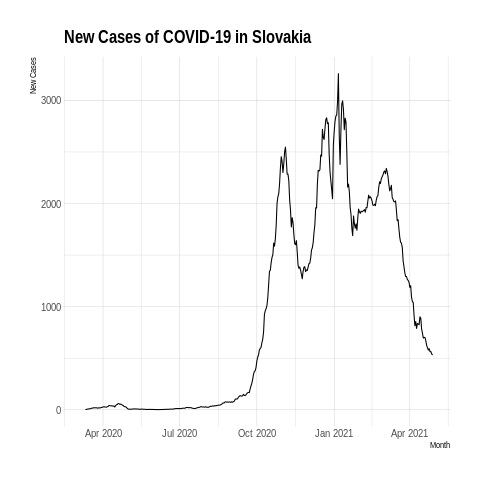 New Cases of COVID-19 in Slovakia
New Cases
3000
2000
1000
0
Apr 2020 Jul 2020 Oct 2020 Jan 2021 Apr 2021
Month